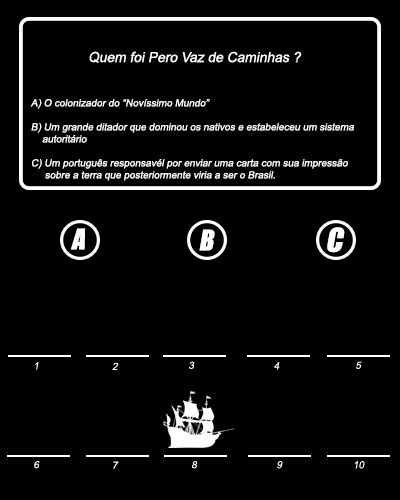 Quem foi Pero Vaz de Caminhas ?
A) O colonizador do "Novíssimo Mundo"
B) Um grande ditador que dominou os nativos e estabeleceu um sistema
autoritário
C) Um português responsavél por enviar uma carta com sua impressão
sobre a terra que posteriormente viria a ser o Brasil.
A B C
1 2 3 4 5
6 7 8 9 10